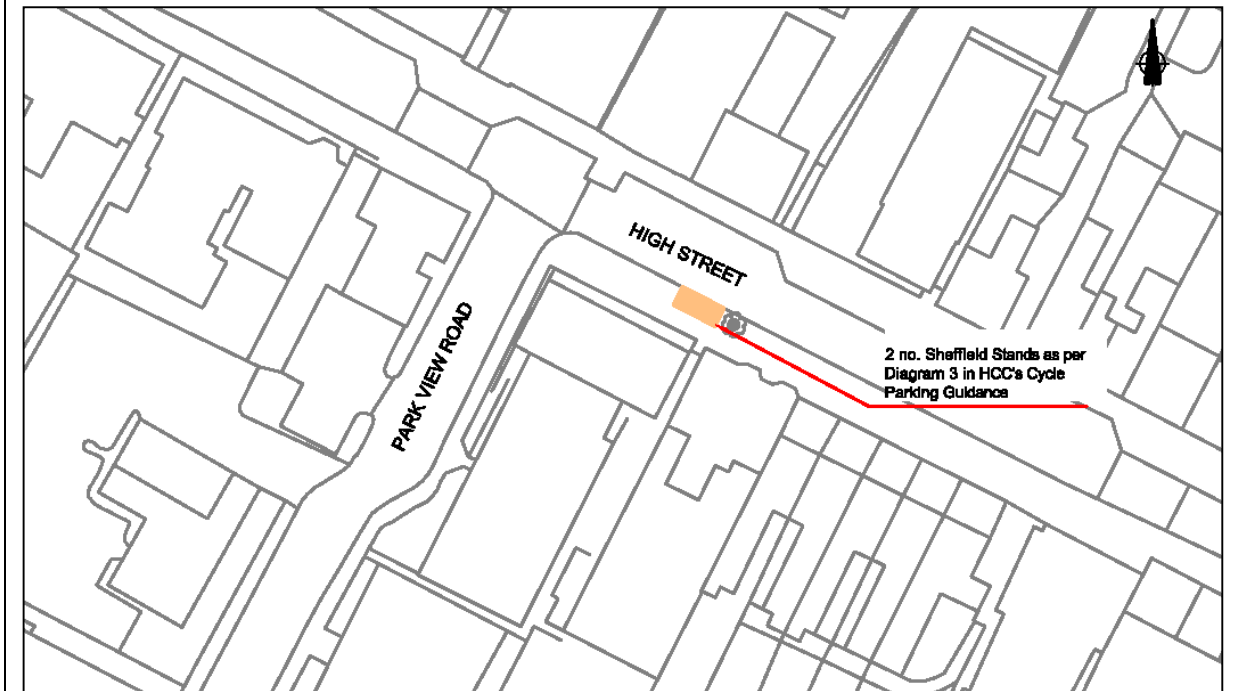 HIGH STREET
PARK VIEW ROAD
2 no. Sheffield Stands as per
Diagram 3 in HCC's Cycle
Parking Guidance